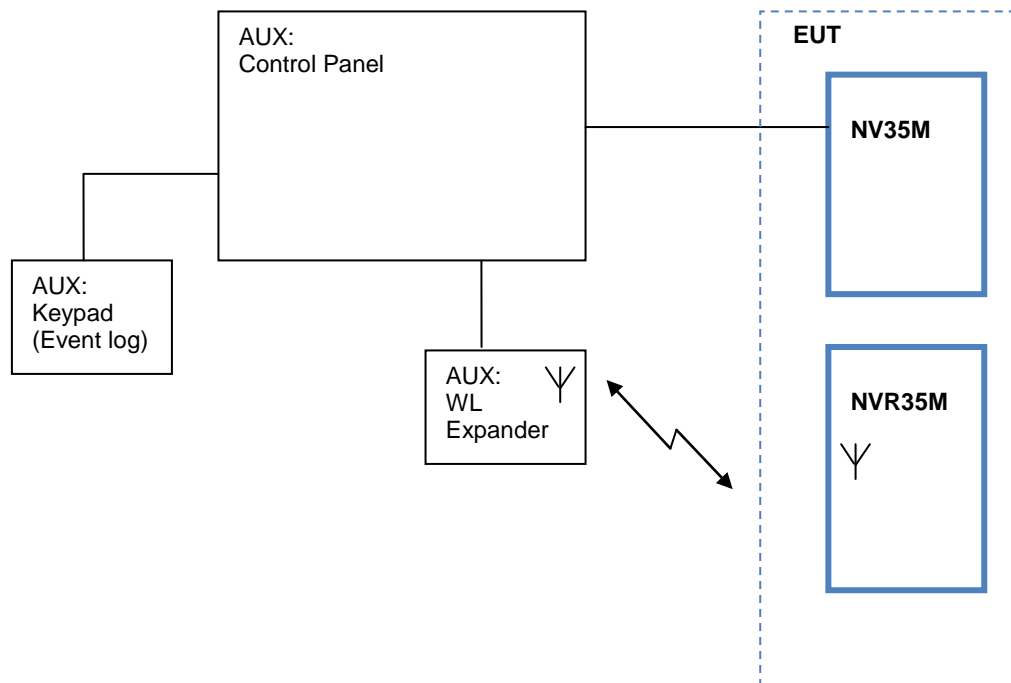 AUX:
Control Panel
EUT
NV35M
AUX:
Keypad
(Event log)
AUX:
WL
Expander
NVR35M